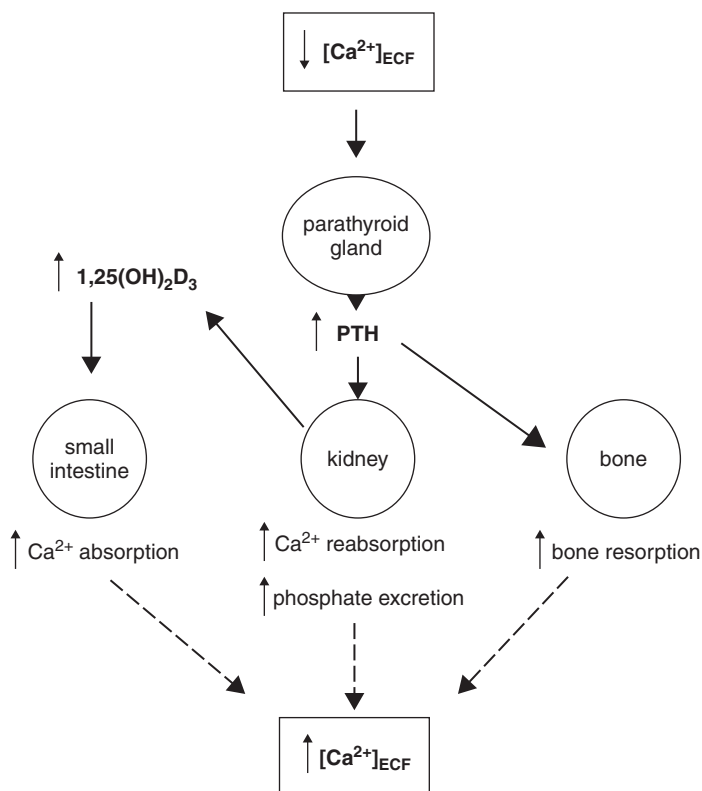 ↓ [Ca²⁺]ECF
parathyroid
gland
↑ 1,25(OH)₂D₃
↑ PTH
small
intestine
kidney
bone
↑ Ca²⁺ absorption
↑ Ca²⁺ reabsorption
↑ bone resorption
↑ phosphate excretion
↑ [Ca²⁺]ECF